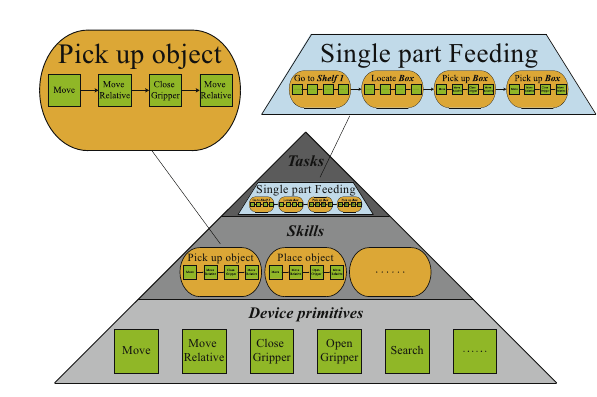 Pick up object
Move
Move
Relative
Close
Gripper
Move
Relative
Single part Feeding
Go to Shelf 1
Locate Box
Pick up Box
Pick up Box
Tasks
Single part Feeding
Skills
Pick up object
Place object
......
Device primitives
Move
Move
Relative
Close
Gripper
Open
Gripper
Search
......